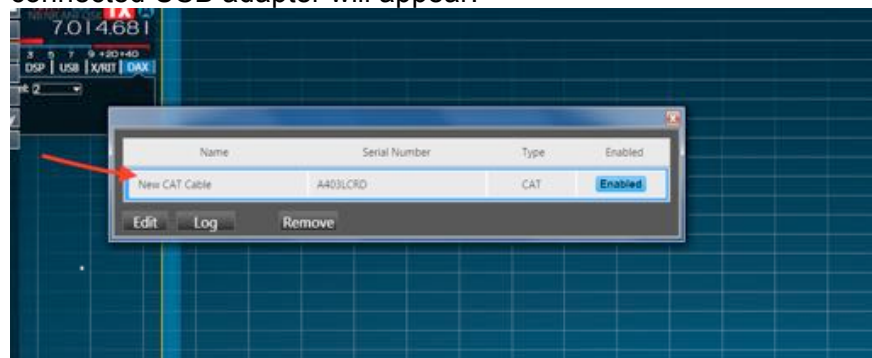 connected USB adapter will appear.
TX
7.014.681
3 5 7 9 +20 +40
DSP USB X/RIT DAX
2
Name Serial Number Type Enabled
New CAT Cable A403LCRD CAT Enabled
Edit Log Remove